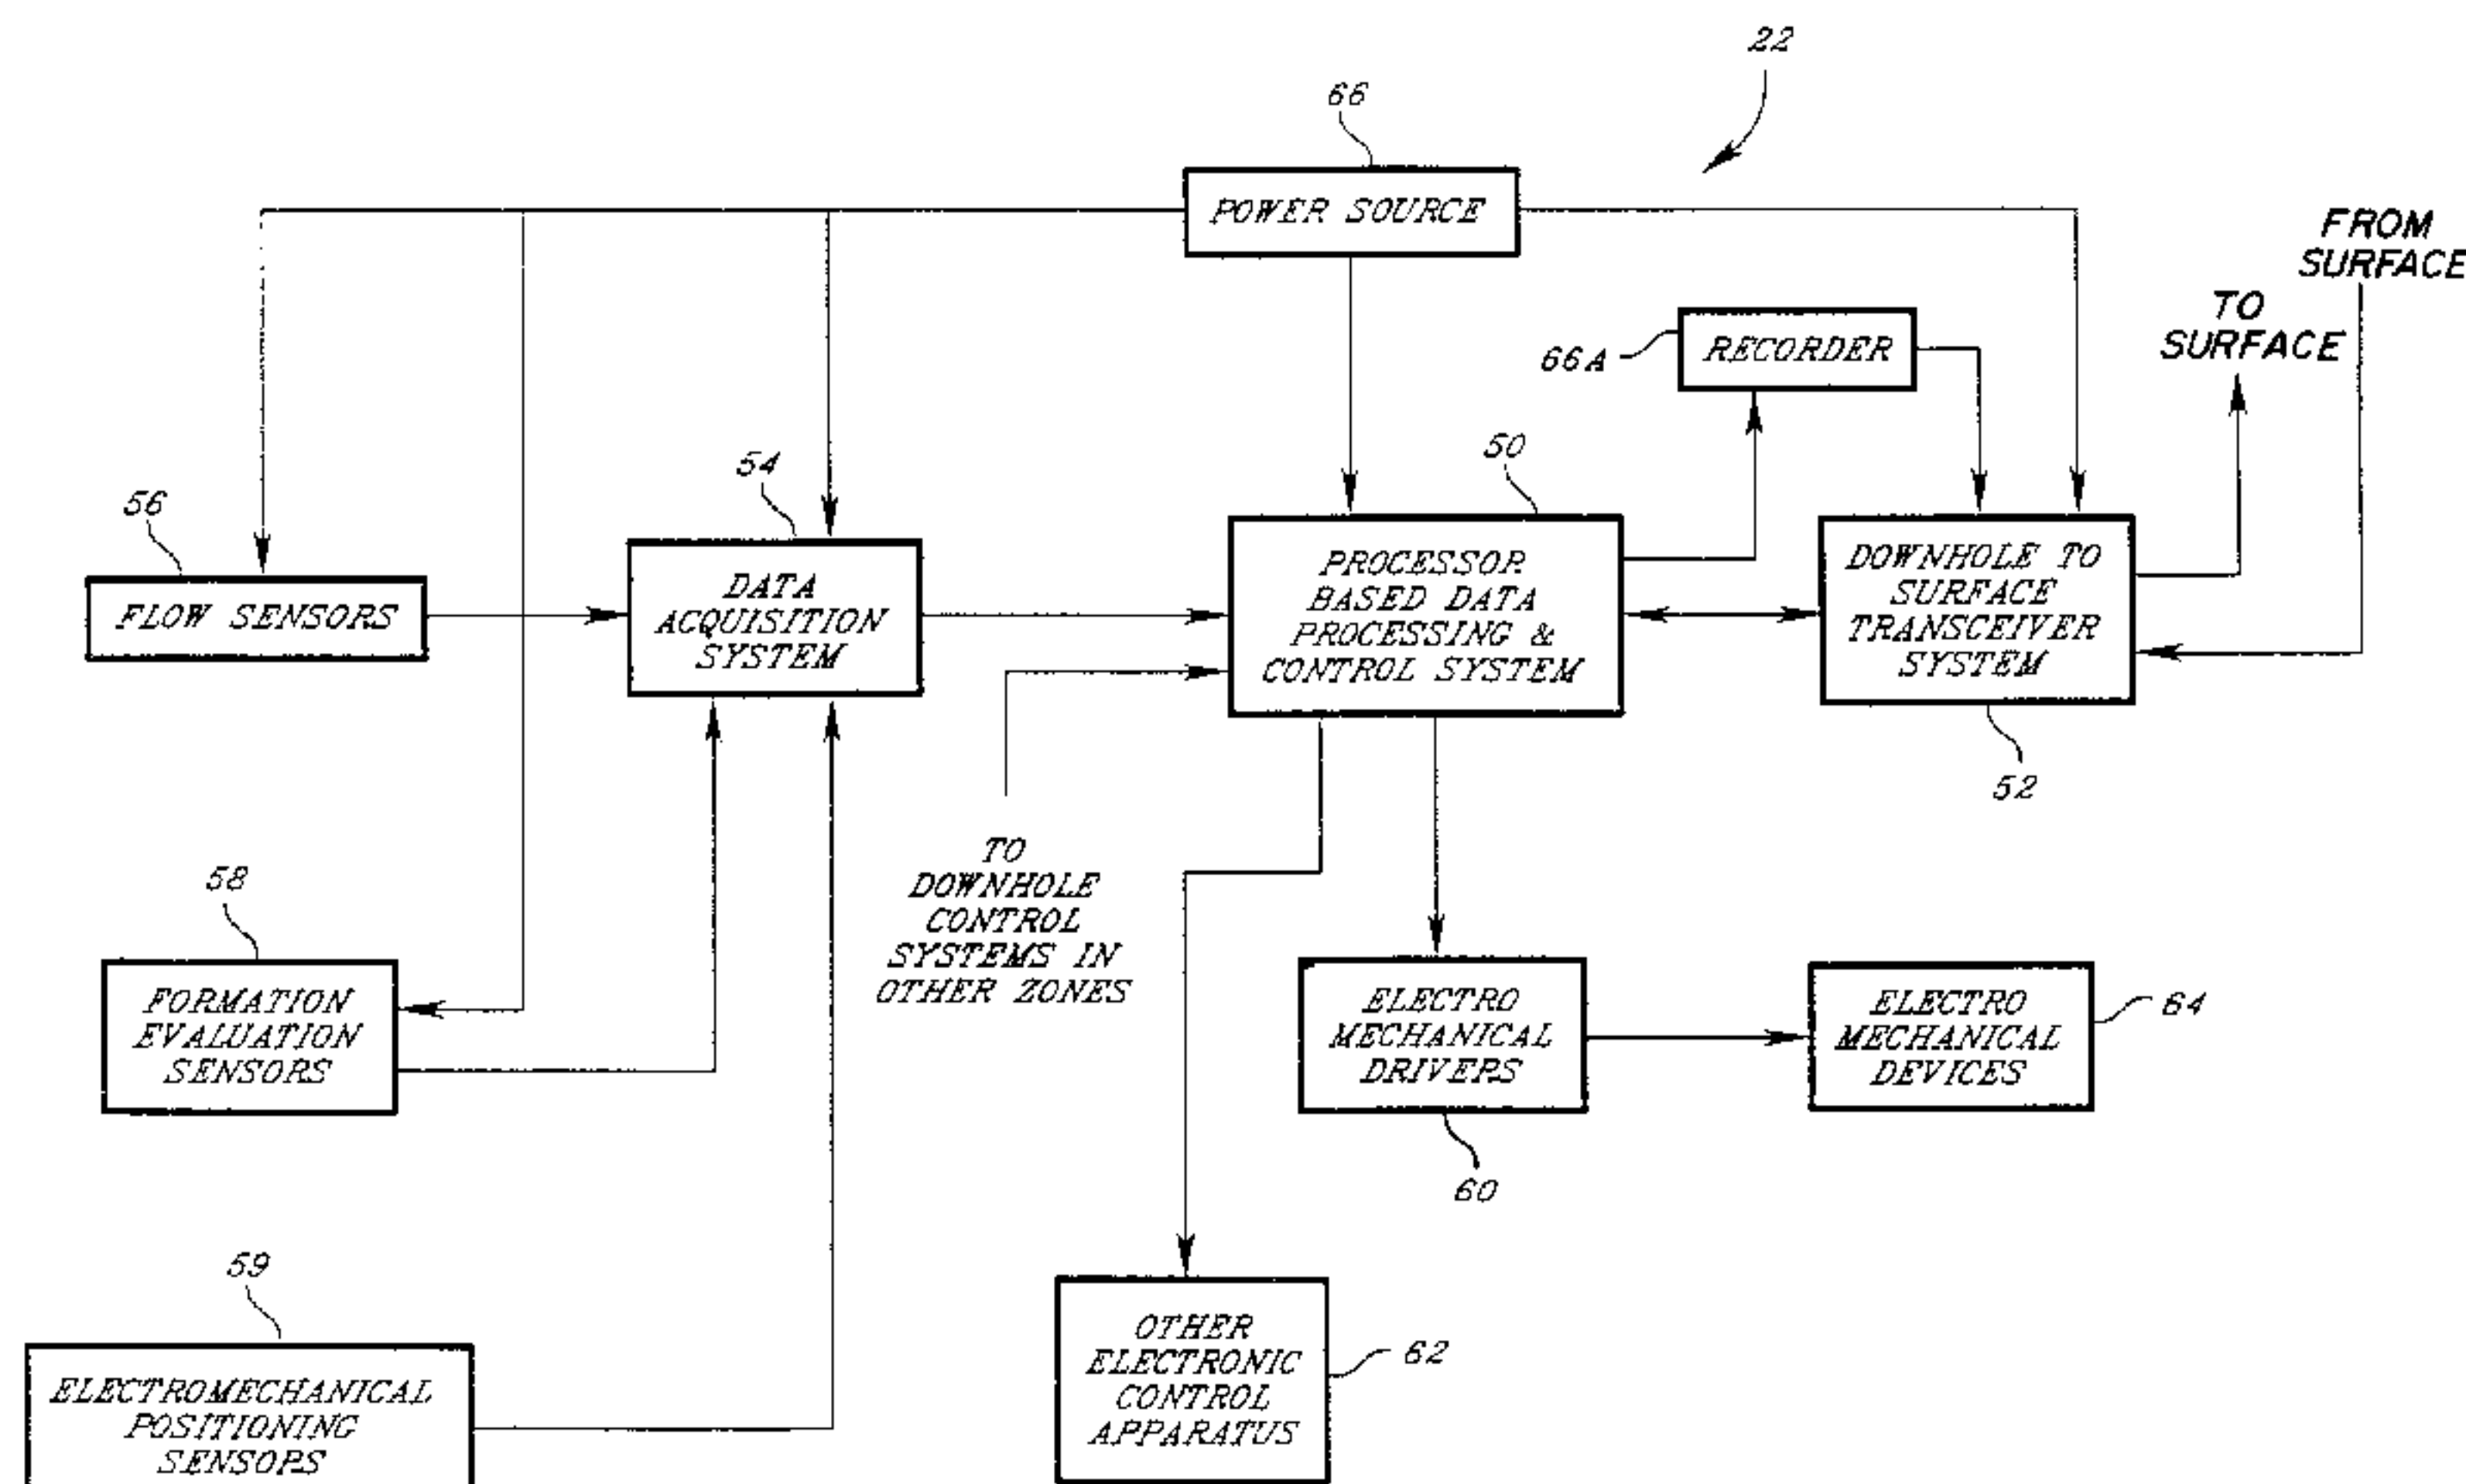 22
66
POWER SOURCE
FROM
SURFACE
TO
SURFACE
66A
RECORDER
54
50
56
FLOW SENSORS
DATA
ACQUISITION
SYSTEM
PROCESSOR
BASED DATA
PROCESSING &
CONTROL SYSTEM
DOWNHOLE TO
SURFACE
TRANSCEIVER
SYSTEM
52
TO
DOWNHOLE
CONTROL
SYSTEMS IN
OTHER ZONES
58
FORMATION
EVALUATION
SENSORS
ELECTRO
MECHANICAL
DRIVERS
60
ELECTRO
MECHANICAL
DEVICES
64
59
ELECTROMECHANICAL
POSITIONING
SENSORS
OTHER
ELECTRONIC
CONTROL
APPARATUS
62